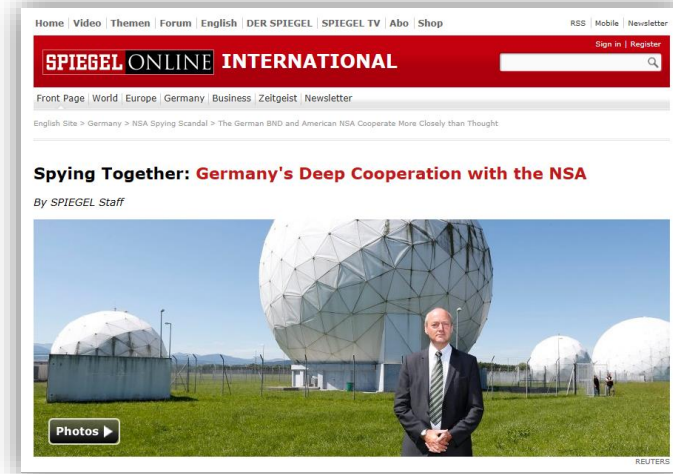 Home Video Themen Forum English DER SPIEGEL SPIEGEL TV Abo Shop
RSS Mobile Newsletter
Sign in | Register
SPIEGEL ONLINE INTERNATIONAL
Front Page World Europe Germany Business Zeitgeist Newsletter
English Site > Germany > NSA Spying Scandal > The German BND and American NSA Cooperate More Closely than Thought
Spying Together: Germany's Deep Cooperation with the NSA
By SPIEGEL Staff
Photos
REUTERS